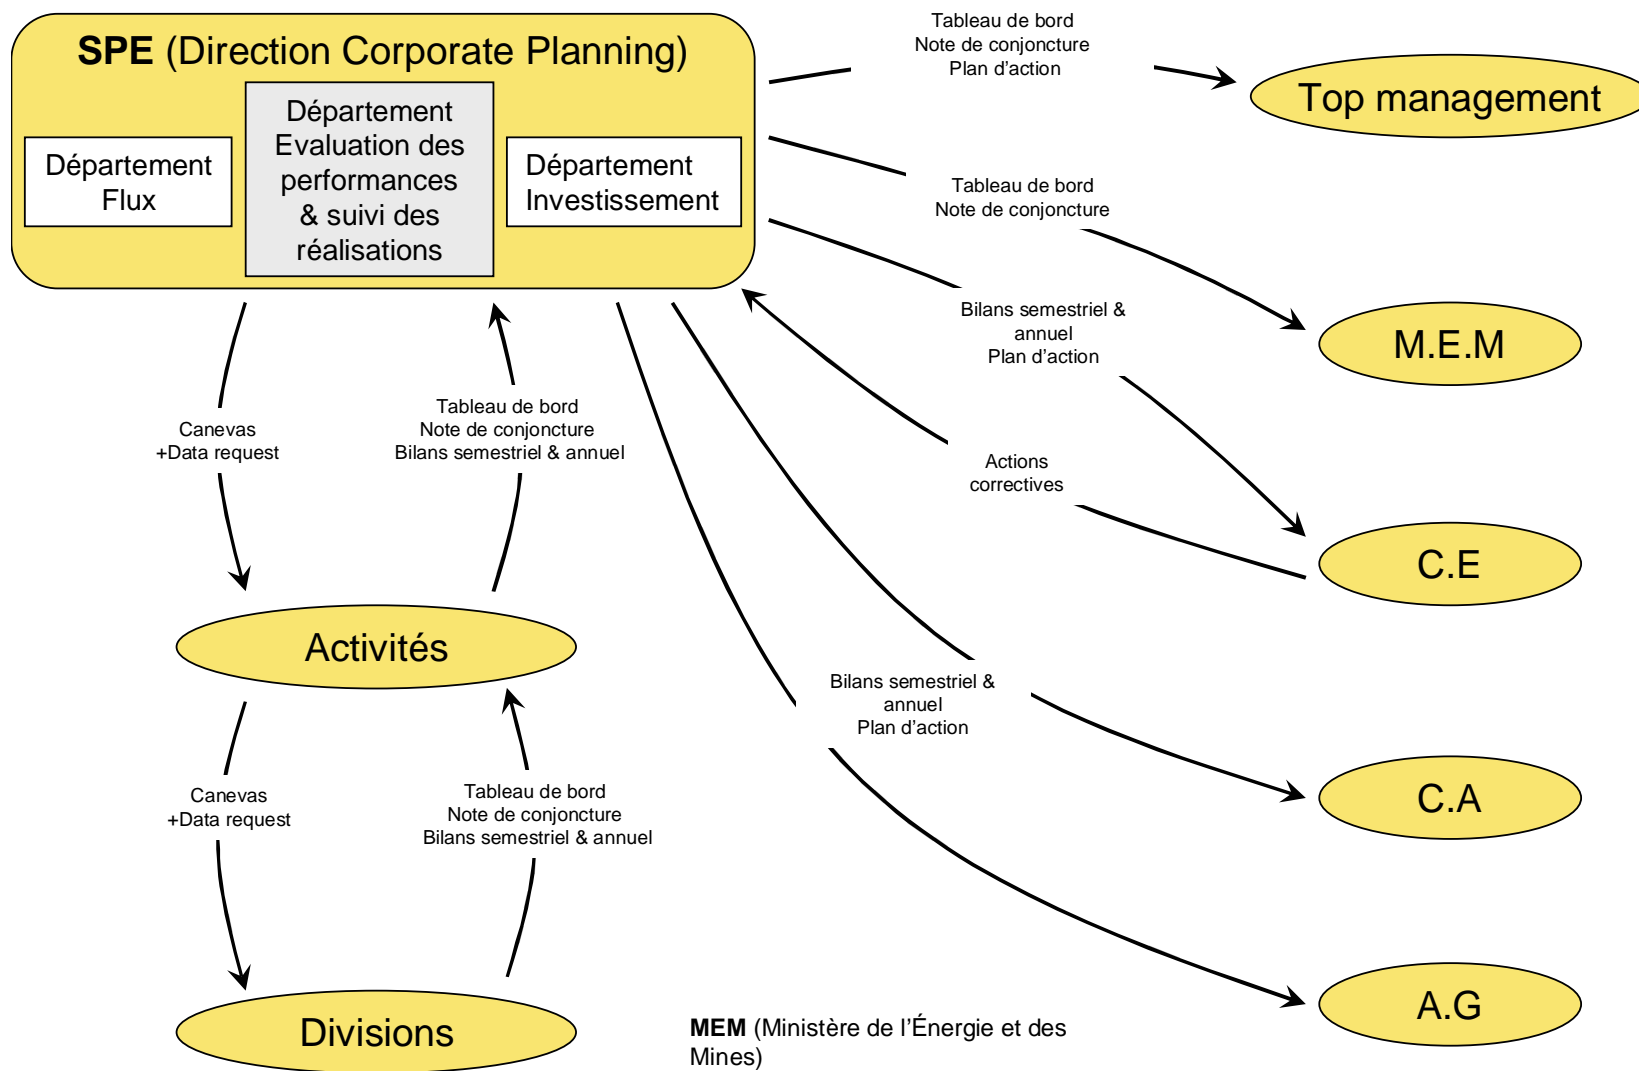 SPE (Direction Corporate Planning)
Département
Flux
Département
Evaluation des
performances
& suivi des
réalisations
Département
Investissement
Tableau de bord
Note de conjoncture
Plan d’action
Top management
Tableau de bord
Note de conjoncture
M.E.M
Bilans semestriel &
annuel
Plan d’action
Actions
correctives
C.E
Canevas
+Data request
Tableau de bord
Note de conjoncture
Bilans semestriel & annuel
Activités
Bilans semestriel &
annuel
Plan d’action
C.A
Canevas
+Data request
Tableau de bord
Note de conjoncture
Bilans semestriel & annuel
A.G
Divisions
MEM (Ministère de l’Énergie et des
Mines)